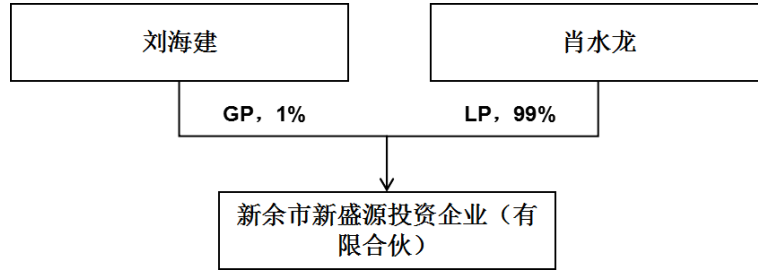 刘海建
肖水龙
GP，1%
LP，99%
新余市新盛源投资企业（有
限合伙）